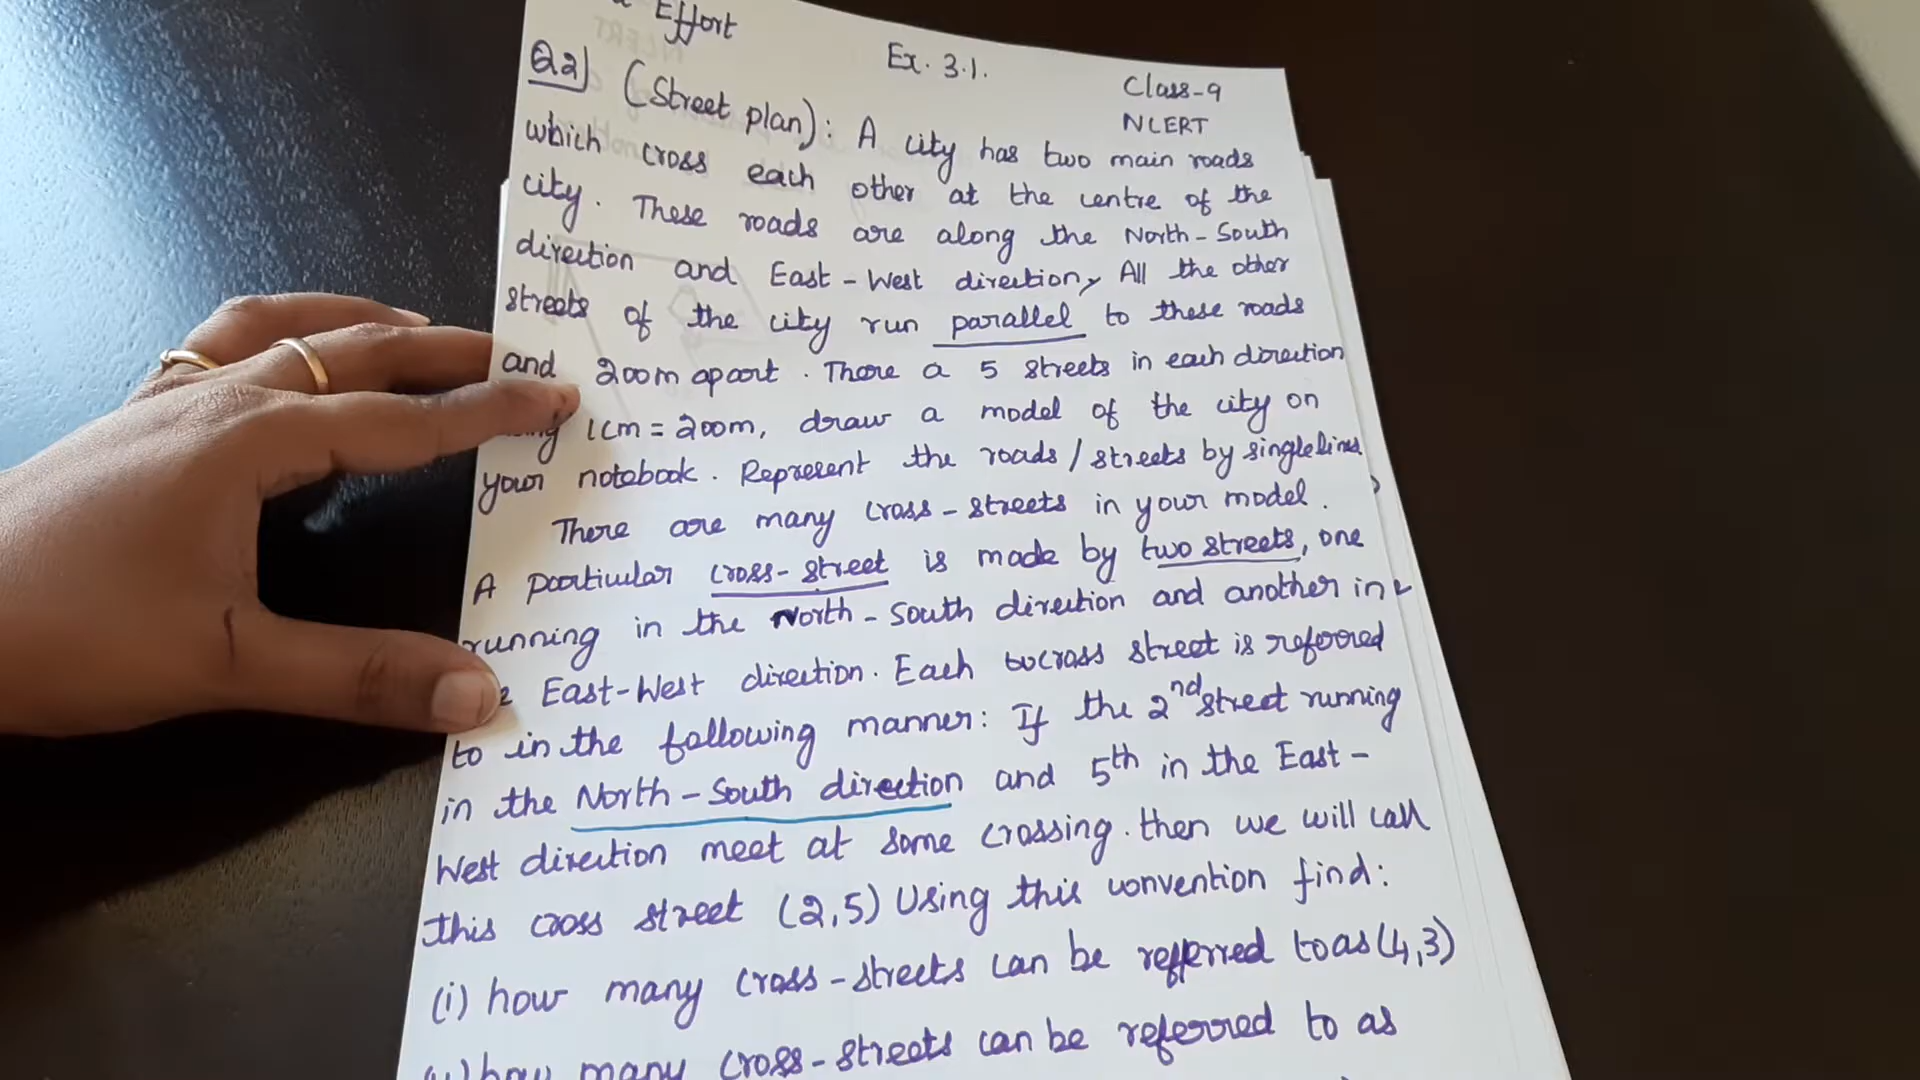 Effort
Ex. 3.1.
Class-9
NCERT
Q2) (Street plan): A city has two main roads
which cross each other at the centre of the
city. These roads are along the North-South
direction and East-West direction, All the other
streets of the city run parallel to these roads
and 200m apart. There a 5 streets in each direction
1cm = 200m, draw a model of the city on
your notebook. Represent the roads/streets by single lines
There are many cross-streets in your model.
A particular cross-street is made by two streets, one
running in the North-South direction and another in
East-West direction. Each cross street is referred
to in the following manner: If the 2nd street running
in the North-South direction and 5th in the East-
West direction meet at some crossing. then we will call
this cross street (2,5) Using this convention find:
(i) how many cross-streets can be referred to as (4,3)
how many cross-streets can be referred to as